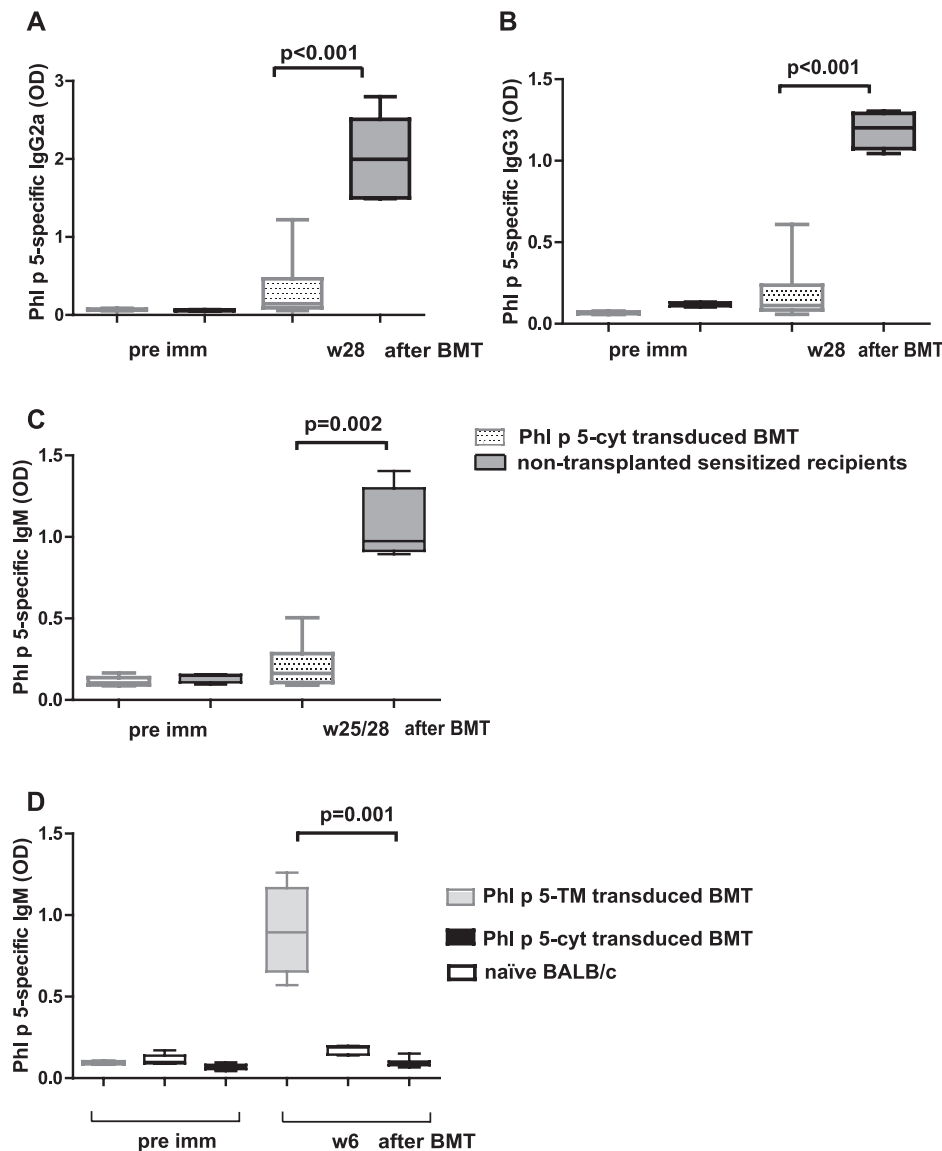 A
p<0.001
Phl p 5-specific IgG2a (OD)
3
2
1
0
pre imm
w28 after BMT
B
p<0.001
Phl p 5-specific IgG3 (OD)
1.5
1.0
0.5
0.0
pre imm
w28 after BMT
C
p=0.002
Phl p 5-specific IgM (OD)
1.5
1.0
0.5
0.0
pre imm
w25/28 after BMT
Phl p 5-cyt transduced BMT
non-transplanted sensitized recipients
D
p=0.001
Phl p 5-specific IgM (OD)
1.5
1.0
0.5
0.0
pre imm
w6 after BMT
Phl p 5-TM transduced BMT
Phl p 5-cyt transduced BMT
naïve BALB/c